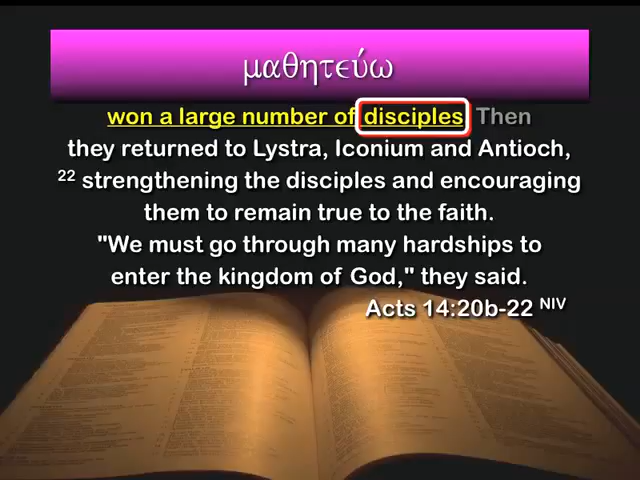 μαθητεύω
won a large number of disciples. Then
they returned to Lystra, Iconium and Antioch,
22 strengthening the disciples and encouraging
them to remain true to the faith.
"We must go through many hardships to
enter the kingdom of God," they said.
Acts 14:20b-22 NIV